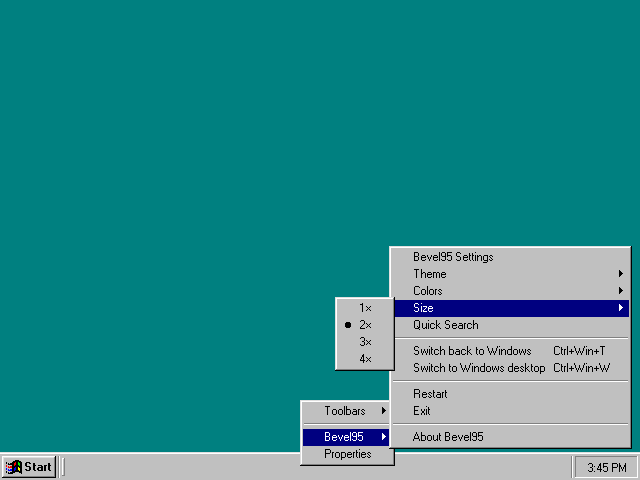 Bevel95 Settings
Theme
Colors
Size
Quick Search
Switch back to Windows Ctrl+Win+T
Switch to Windows desktop Ctrl+Win+W
Restart
Exit
About Bevel95
1×
2×
3×
4×
Toolbars
Bevel95
Properties
Start
3:45 PM